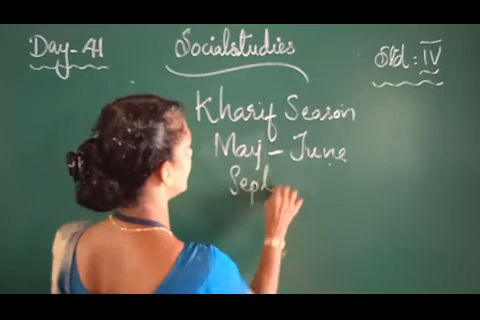 Day-41
Socialstudies
Std: IV
Kharif Season
May - June
Sept